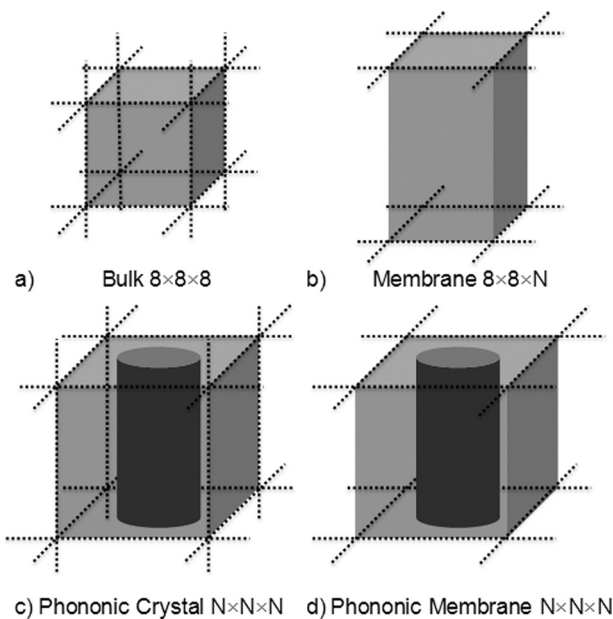 a) Bulk 8×8×8
b) Membrane 8×8×N
c) Phononic Crystal N×N×N
d) Phononic Membrane N×N×N